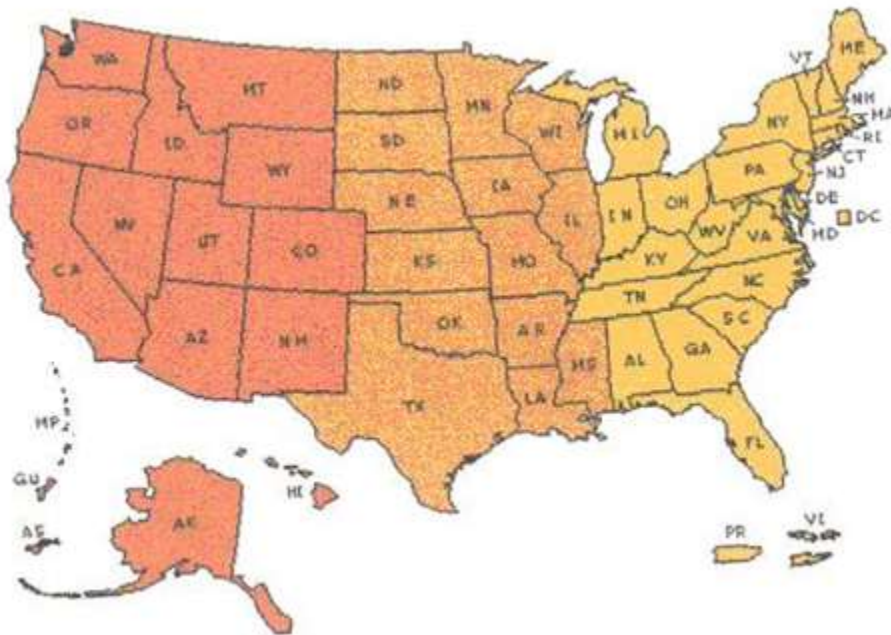 WA
MT
ND
MN
OR
ID
SD
WI
MI
VT
ME
NH
MA
NY
RI
CT
WY
NE
IA
PA
NJ
NV
UT
CO
KS
IL
IN
OH
DE
DC
MD
CA
MO
WV
VA
KY
AZ
NM
OK
AR
TN
NC
SC
MS
AL
GA
TX
LA
FL
MP
GU
AS
AK
HI
PR
VI